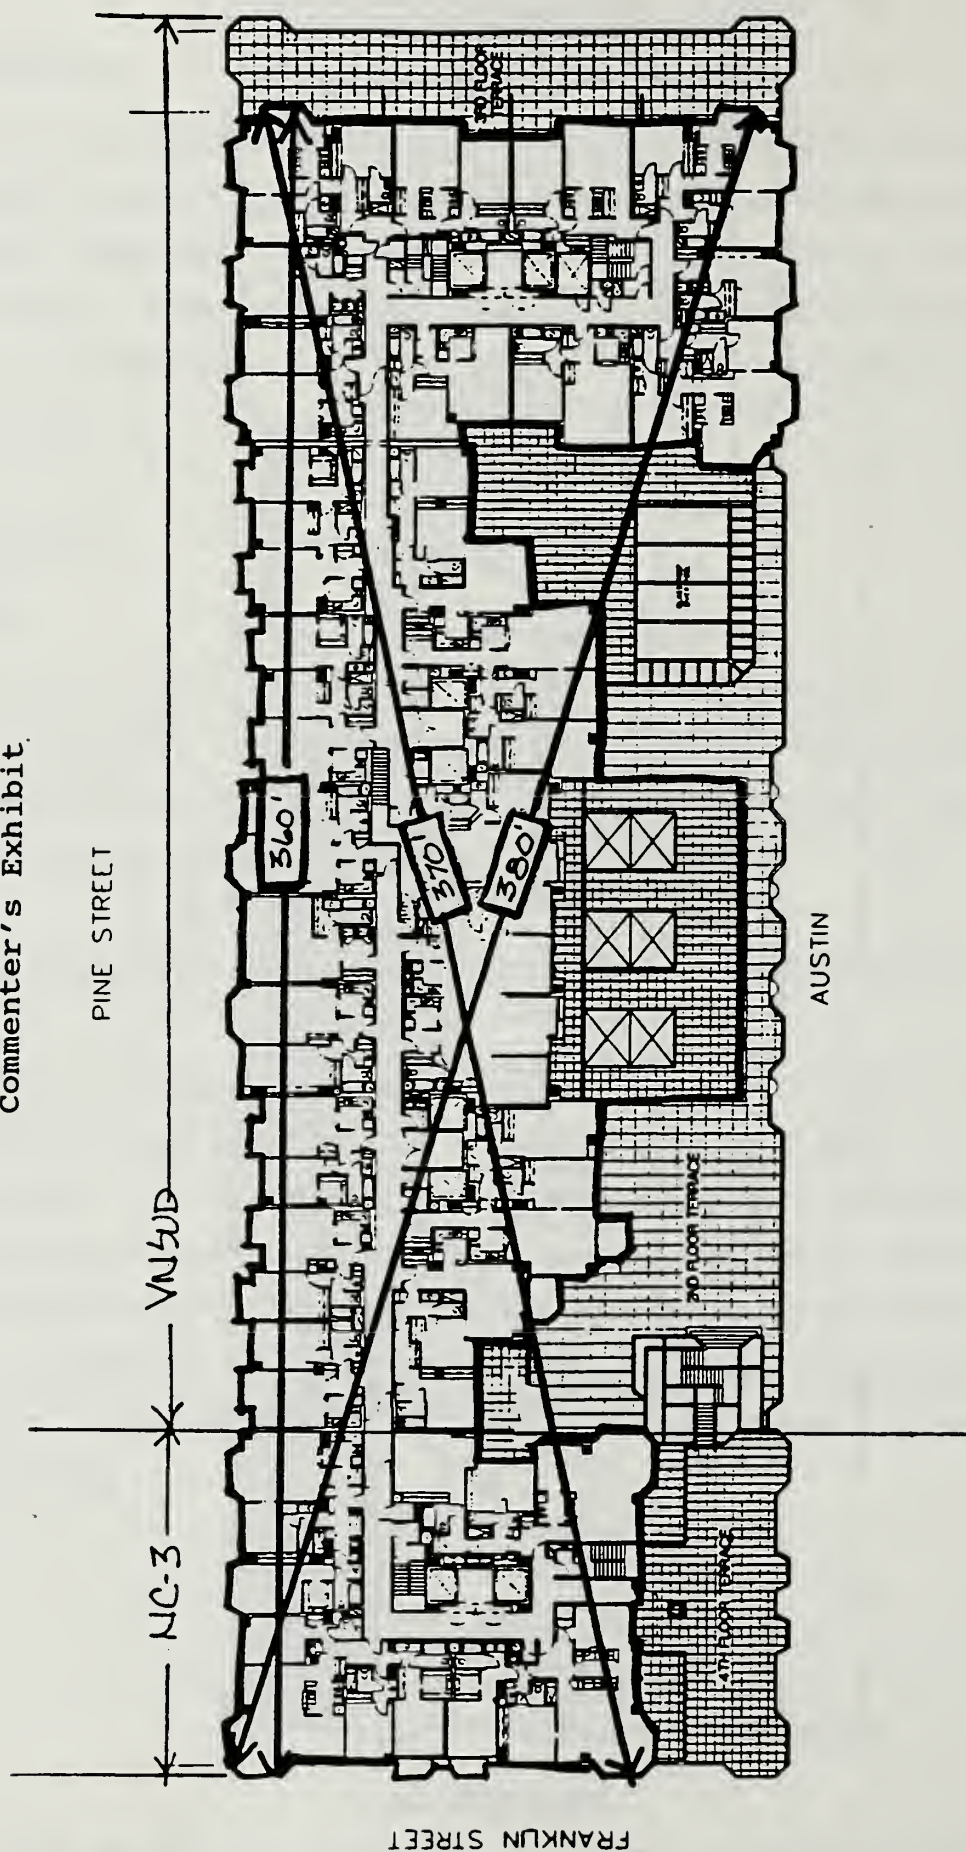 Commenter's Exhibit
PINE STREET
VNSUD
NC-3
3RD FLOOR
TERRACE
360'
370'
380'
AUSTIN
2ND FLOOR TERRACE
4TH FLOOR TERRACE
FRANKLIN STREET